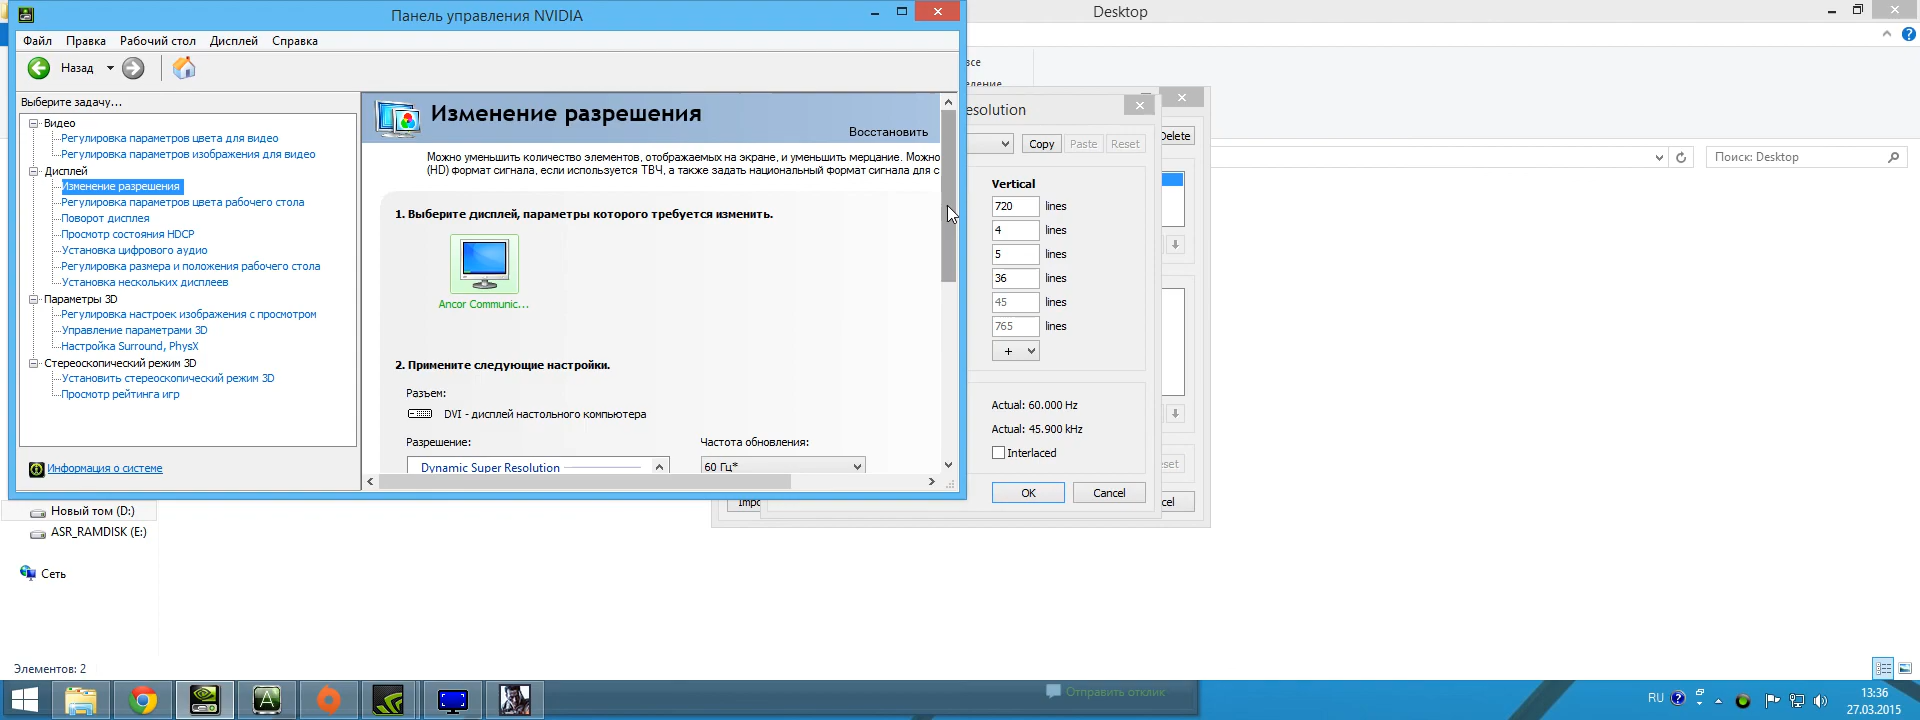 Панель управления NVIDIA
Файл Правка Рабочий стол Дисплей Справка
Назад
Выберите задачу...
Видео
Регулировка параметров цвета для видео
Регулировка параметров изображения для видео
Дисплей
Изменение разрешения
Регулировка параметров цвета рабочего стола
Поворот дисплея
Просмотр состояния HDCP
Установка цифрового аудио
Регулировка размера и положения рабочего стола
Установка нескольких дисплеев
Параметры 3D
Регулировка настроек изображения с просмотром
Управление параметрами 3D
Настройка Surround, PhysX
Стереоскопический режим 3D
Установить стереоскопический режим 3D
Просмотр рейтинга игр
Информация о системе
Изменение разрешения
Восстановить
Можно уменьшить количество элементов, отображаемых на экране, и уменьшить мерцание. Можно
(HD) формат сигнала, если используется ТВЧ, а также задать национальный формат сигнала для с
1. Выберите дисплей, параметры которого требуется изменить.
Ancor Communic...
2. Примените следующие настройки.
Разъем:
DVI - дисплей настольного компьютера
Разрешение: Частота обновления:
Dynamic Super Resolution 60 Гц*
Desktop
все
esolution
Copy Paste Reset
Delete
Поиск: Desktop
Vertical
720 lines
4 lines
5 lines
36 lines
45 lines
765 lines
+
Actual: 60.000 Hz
Actual: 45.900 kHz
Interlaced
eset
OK Cancel
cel
Impo
Новый том (D:)
ASR_RAMDISK (E:)
Сеть
Элементов: 2
Отправить отклик
RU
13:36
27.03.2015